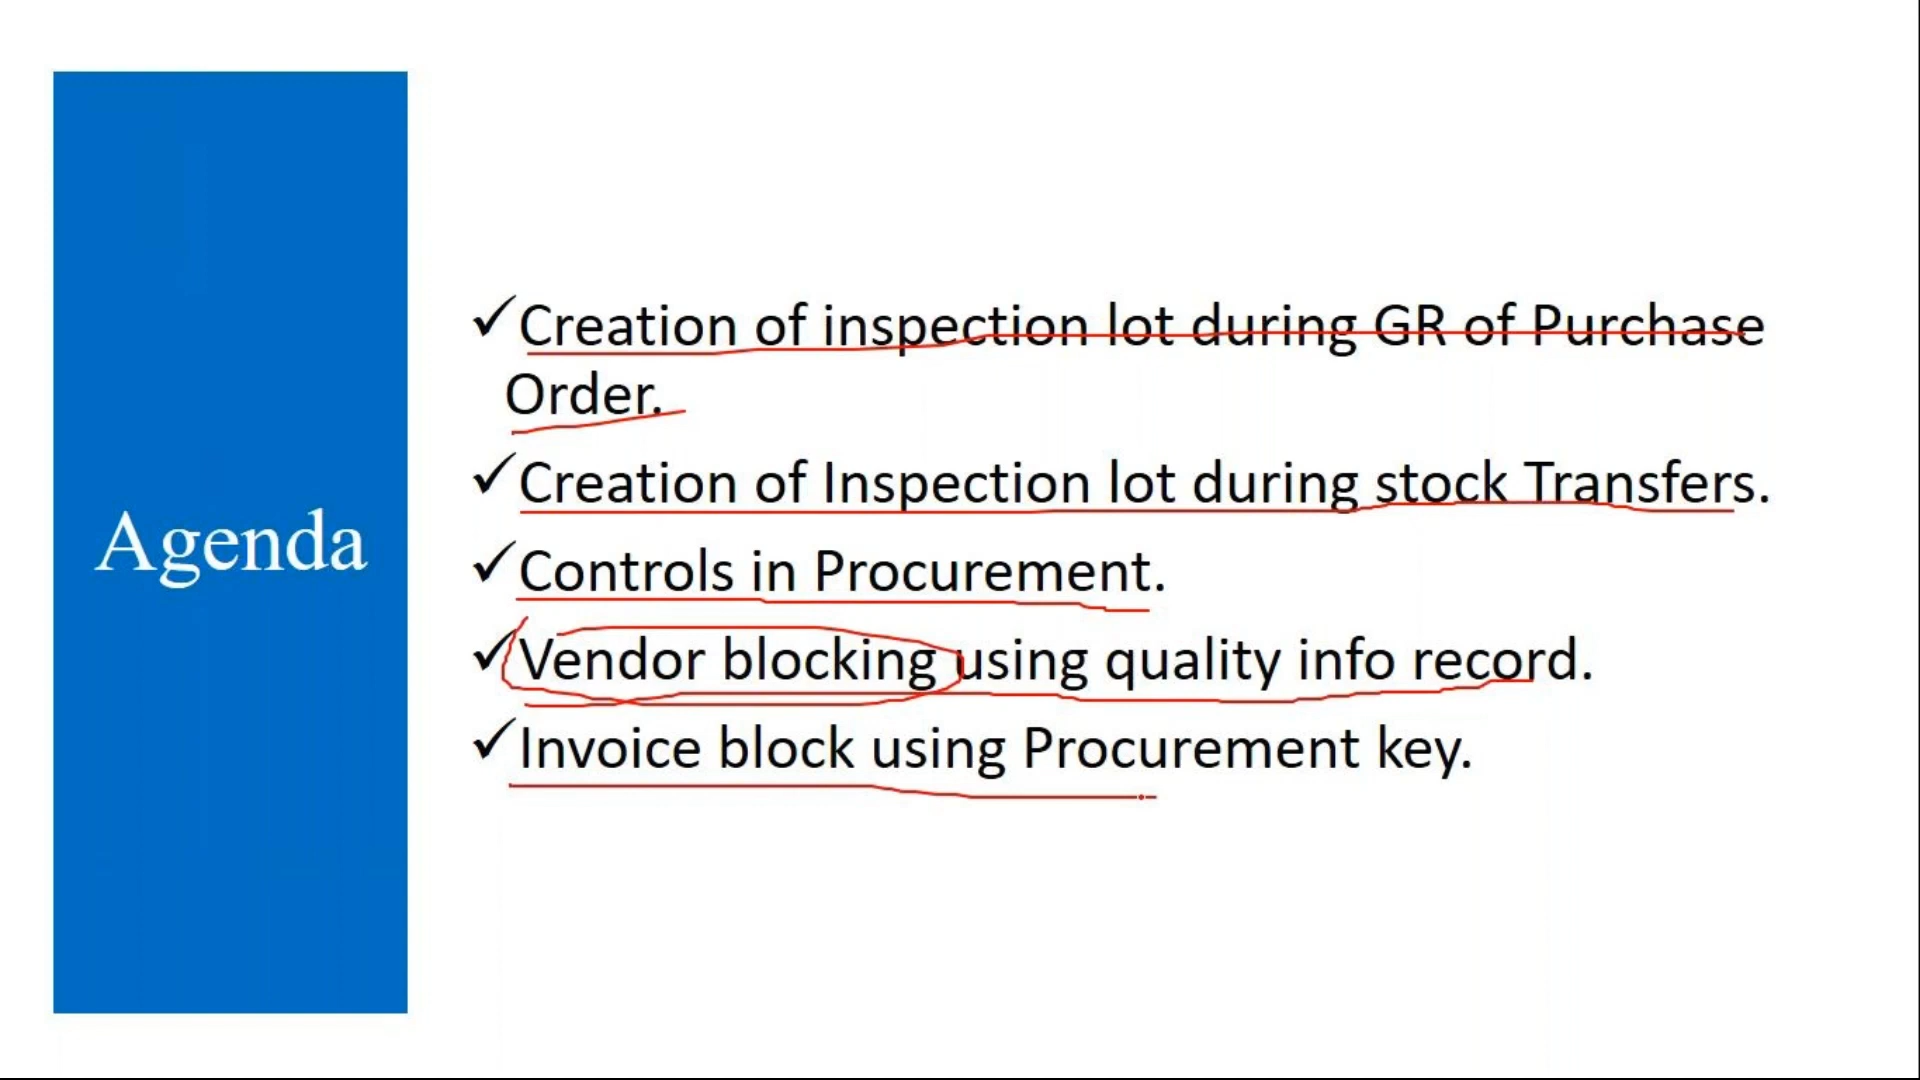 Agenda
✓Creation of inspection lot during GR of Purchase
Order.
✓Creation of Inspection lot during stock Transfers.
✓Controls in Procurement.
✓Vendor blocking using quality info record.
✓Invoice block using Procurement key.